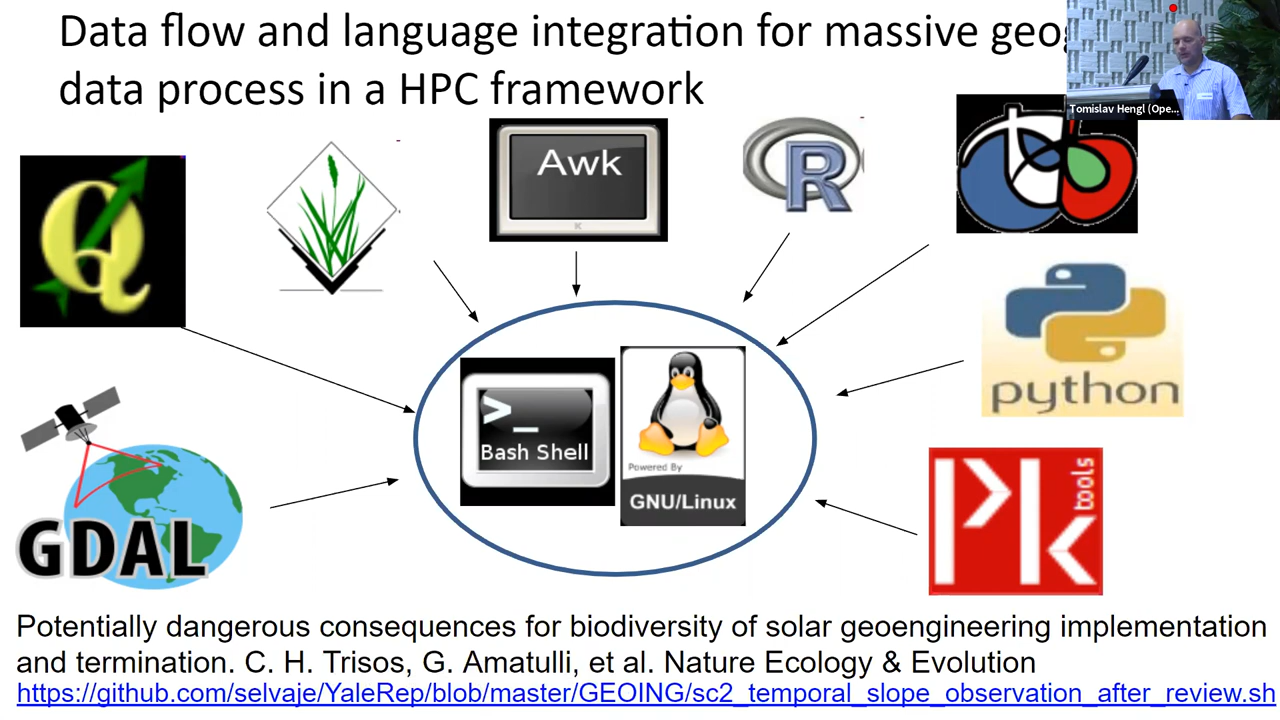 Data flow and language integration for massive geog
data process in a HPC framework
Tomislav Hengl (Ope...
Awk
K
R
Q
python
>_
Bash Shell
Powered By
GNU/Linux
GDAL
Pk
tools
Potentially dangerous consequences for biodiversity of solar geoengineering implementation
and termination. C. H. Trisos, G. Amatulli, et al. Nature Ecology & Evolution
https://github.com/selvaje/YaleRep/blob/master/GEOING/sc2_temporal_slope_observation_after_review.sh